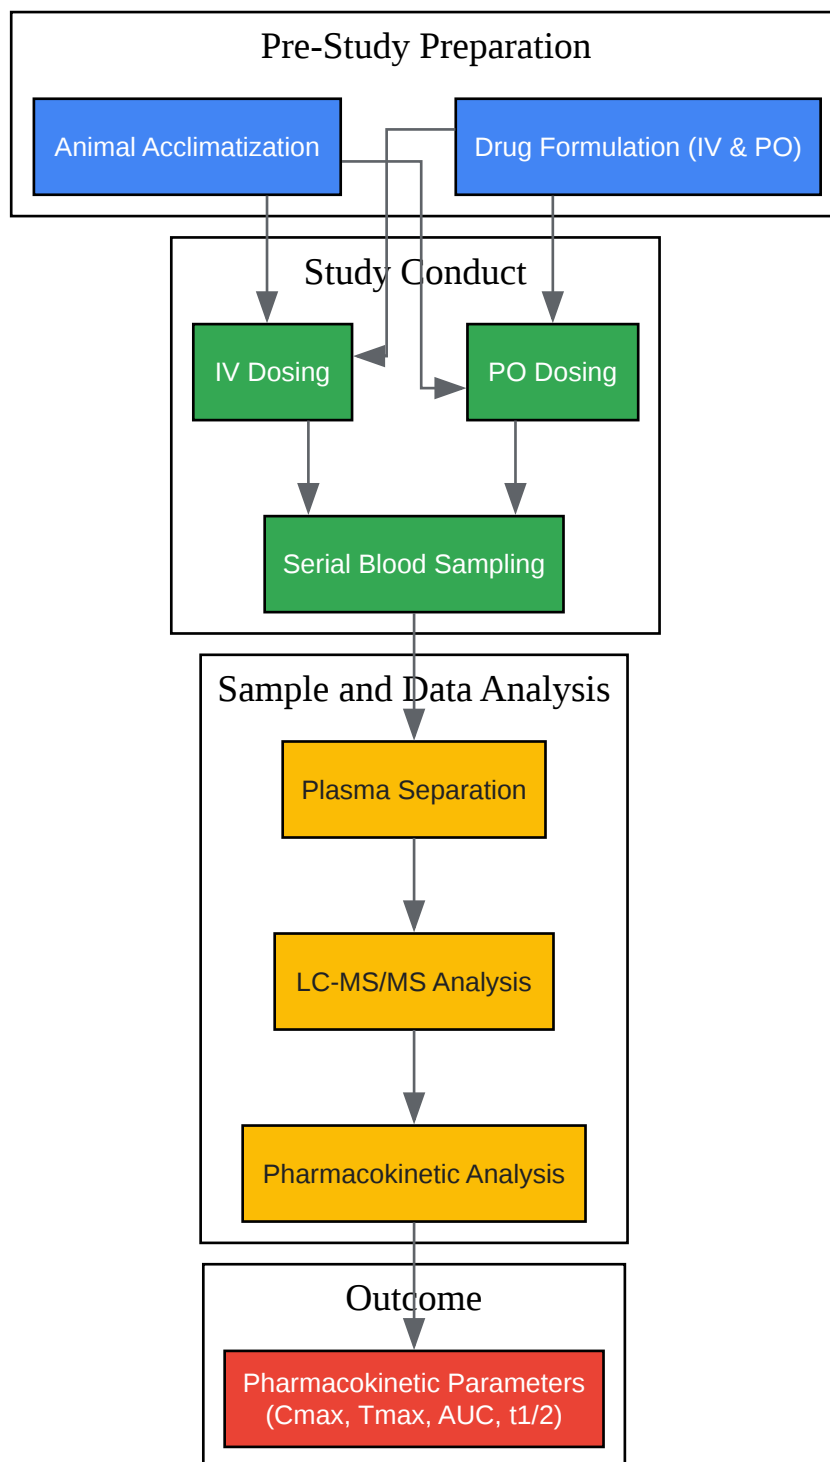 Pre-Study Preparation
Animal Acclimatization
Drug Formulation (IV & PO)
Study Conduct
IV Dosing
PO Dosing
Serial Blood Sampling
Sample and Data Analysis
Plasma Separation
LC-MS/MS Analysis
Pharmacokinetic Analysis
Outcome
Pharmacokinetic Parameters
(Cmax, Tmax, AUC, t1/2)